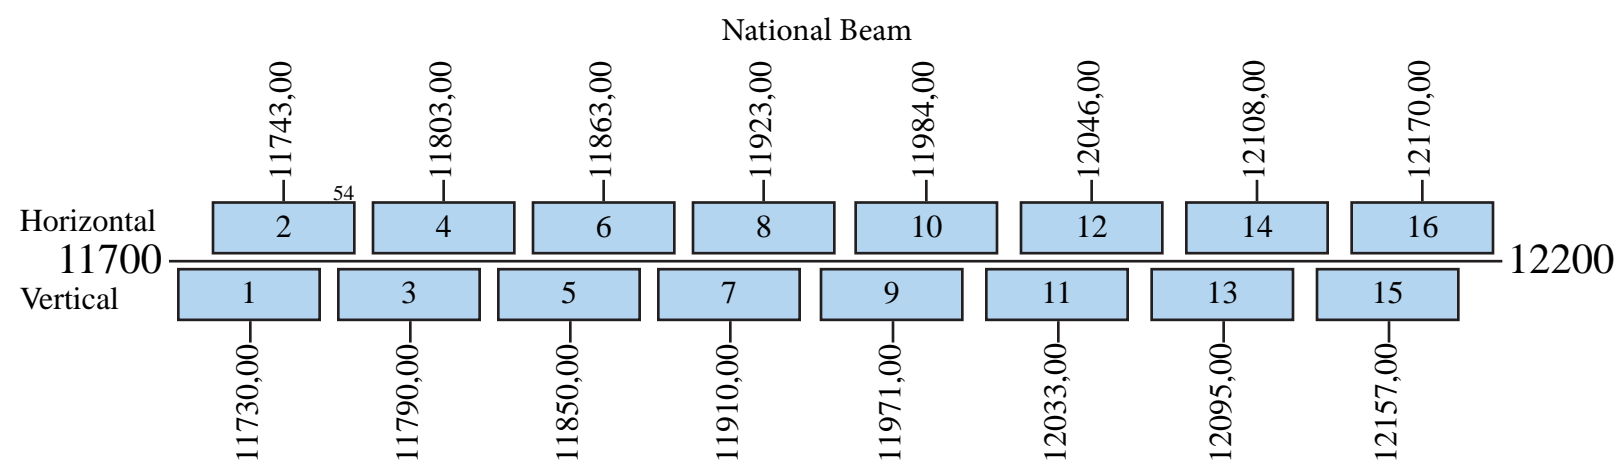 National Beam
11743,00 11803,00 11863,00 11923,00 11984,00 12046,00 12108,00 12170,00
54
Horizontal 2 4 6 8 10 12 14 16
11700 12200
Vertical 1 3 5 7 9 11 13 15
11730,00 11790,00 11850,00 11910,00 11971,00 12033,00 12095,00 12157,00